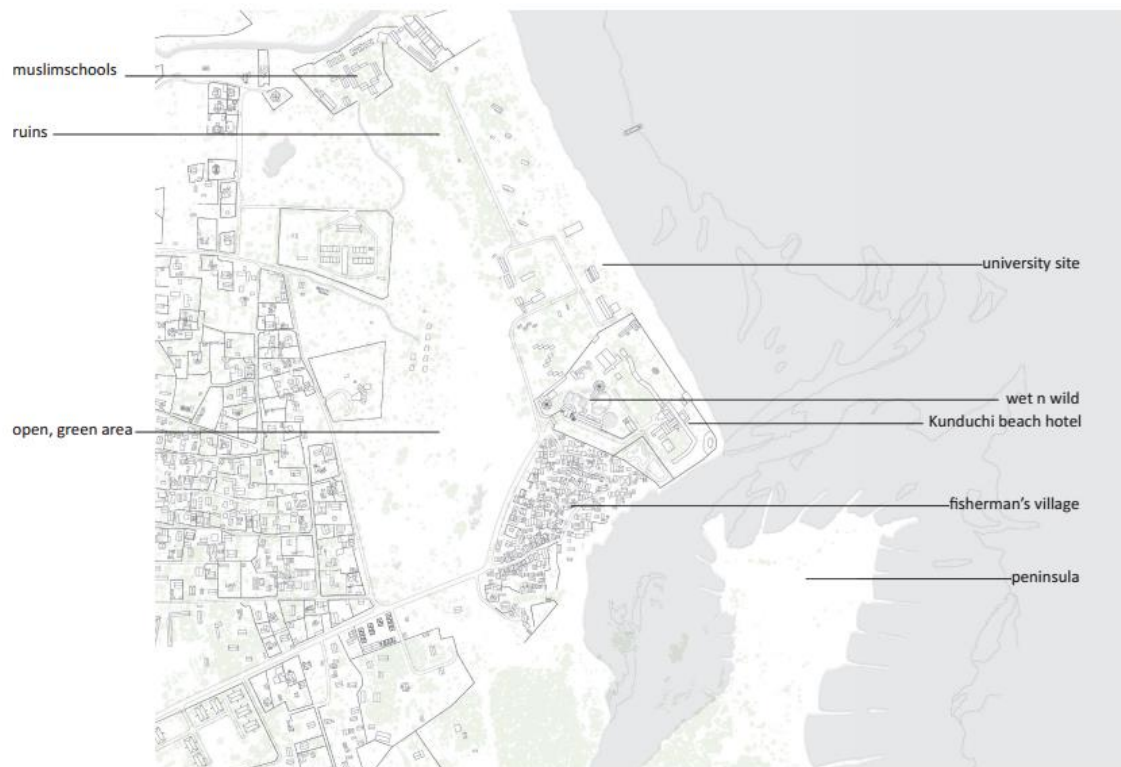 muslimschools
ruins
university site
wet n wild
Kunduchi beach hotel
open, green area
fisherman's village
peninsula